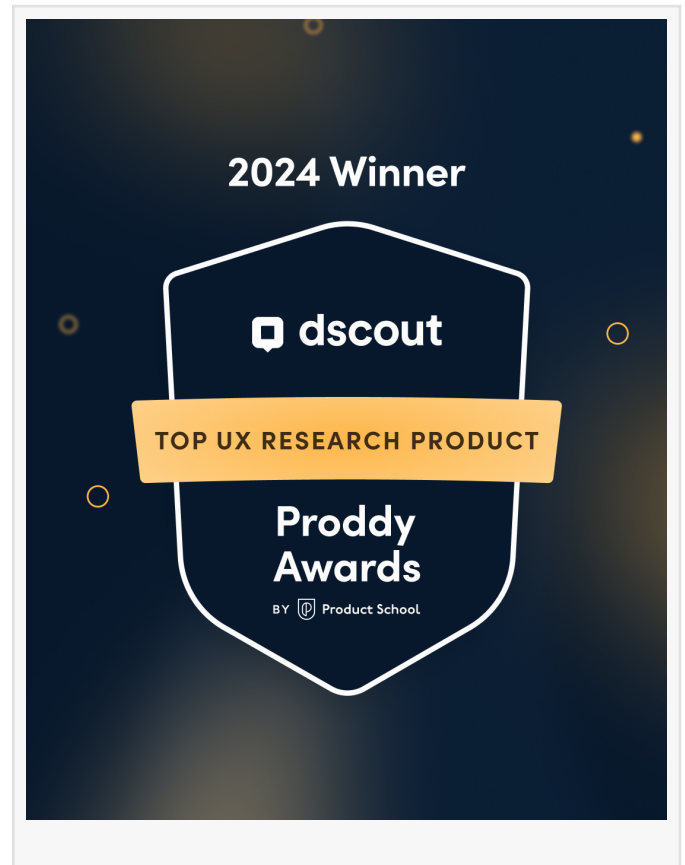 2024 Winner
dscout
TOP UX RESEARCH PRODUCT
Proddy
Awards
BY Product School